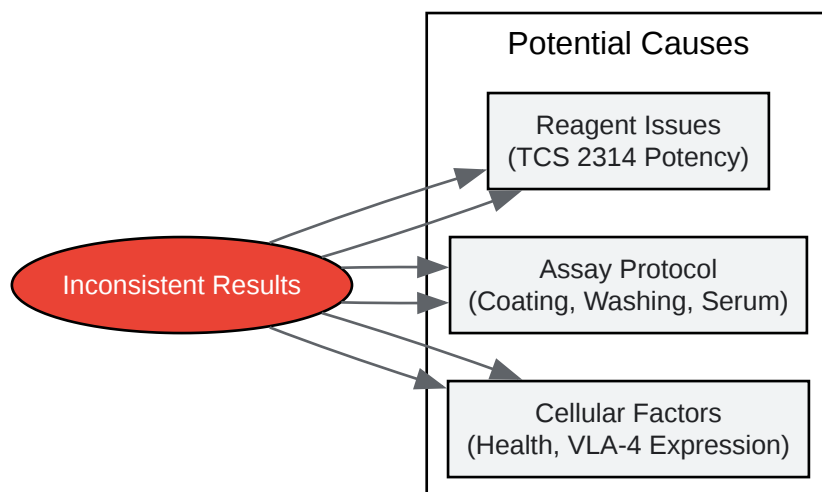 Potential Causes
Reagent Issues
(TCS 2314 Potency)
Inconsistent Results
Assay Protocol
(Coating, Washing, Serum)
Cellular Factors
(Health, VLA-4 Expression)